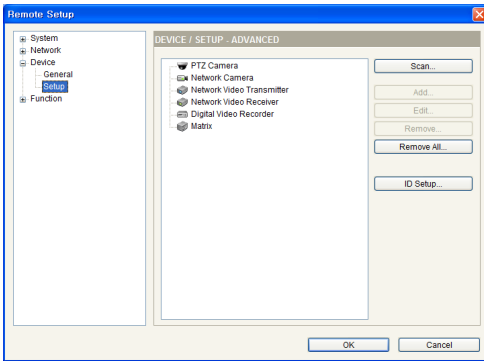 Remote Setup
System
Network
Device
General
Setup
Function
DEVICE / SETUP - ADVANCED
PTZ Camera
Network Camera
Network Video Transmitter
Network Video Receiver
Digital Video Recorder
Matrix
Scan...
Add...
Edit...
Remove...
Remove All...
ID Setup...
OK
Cancel